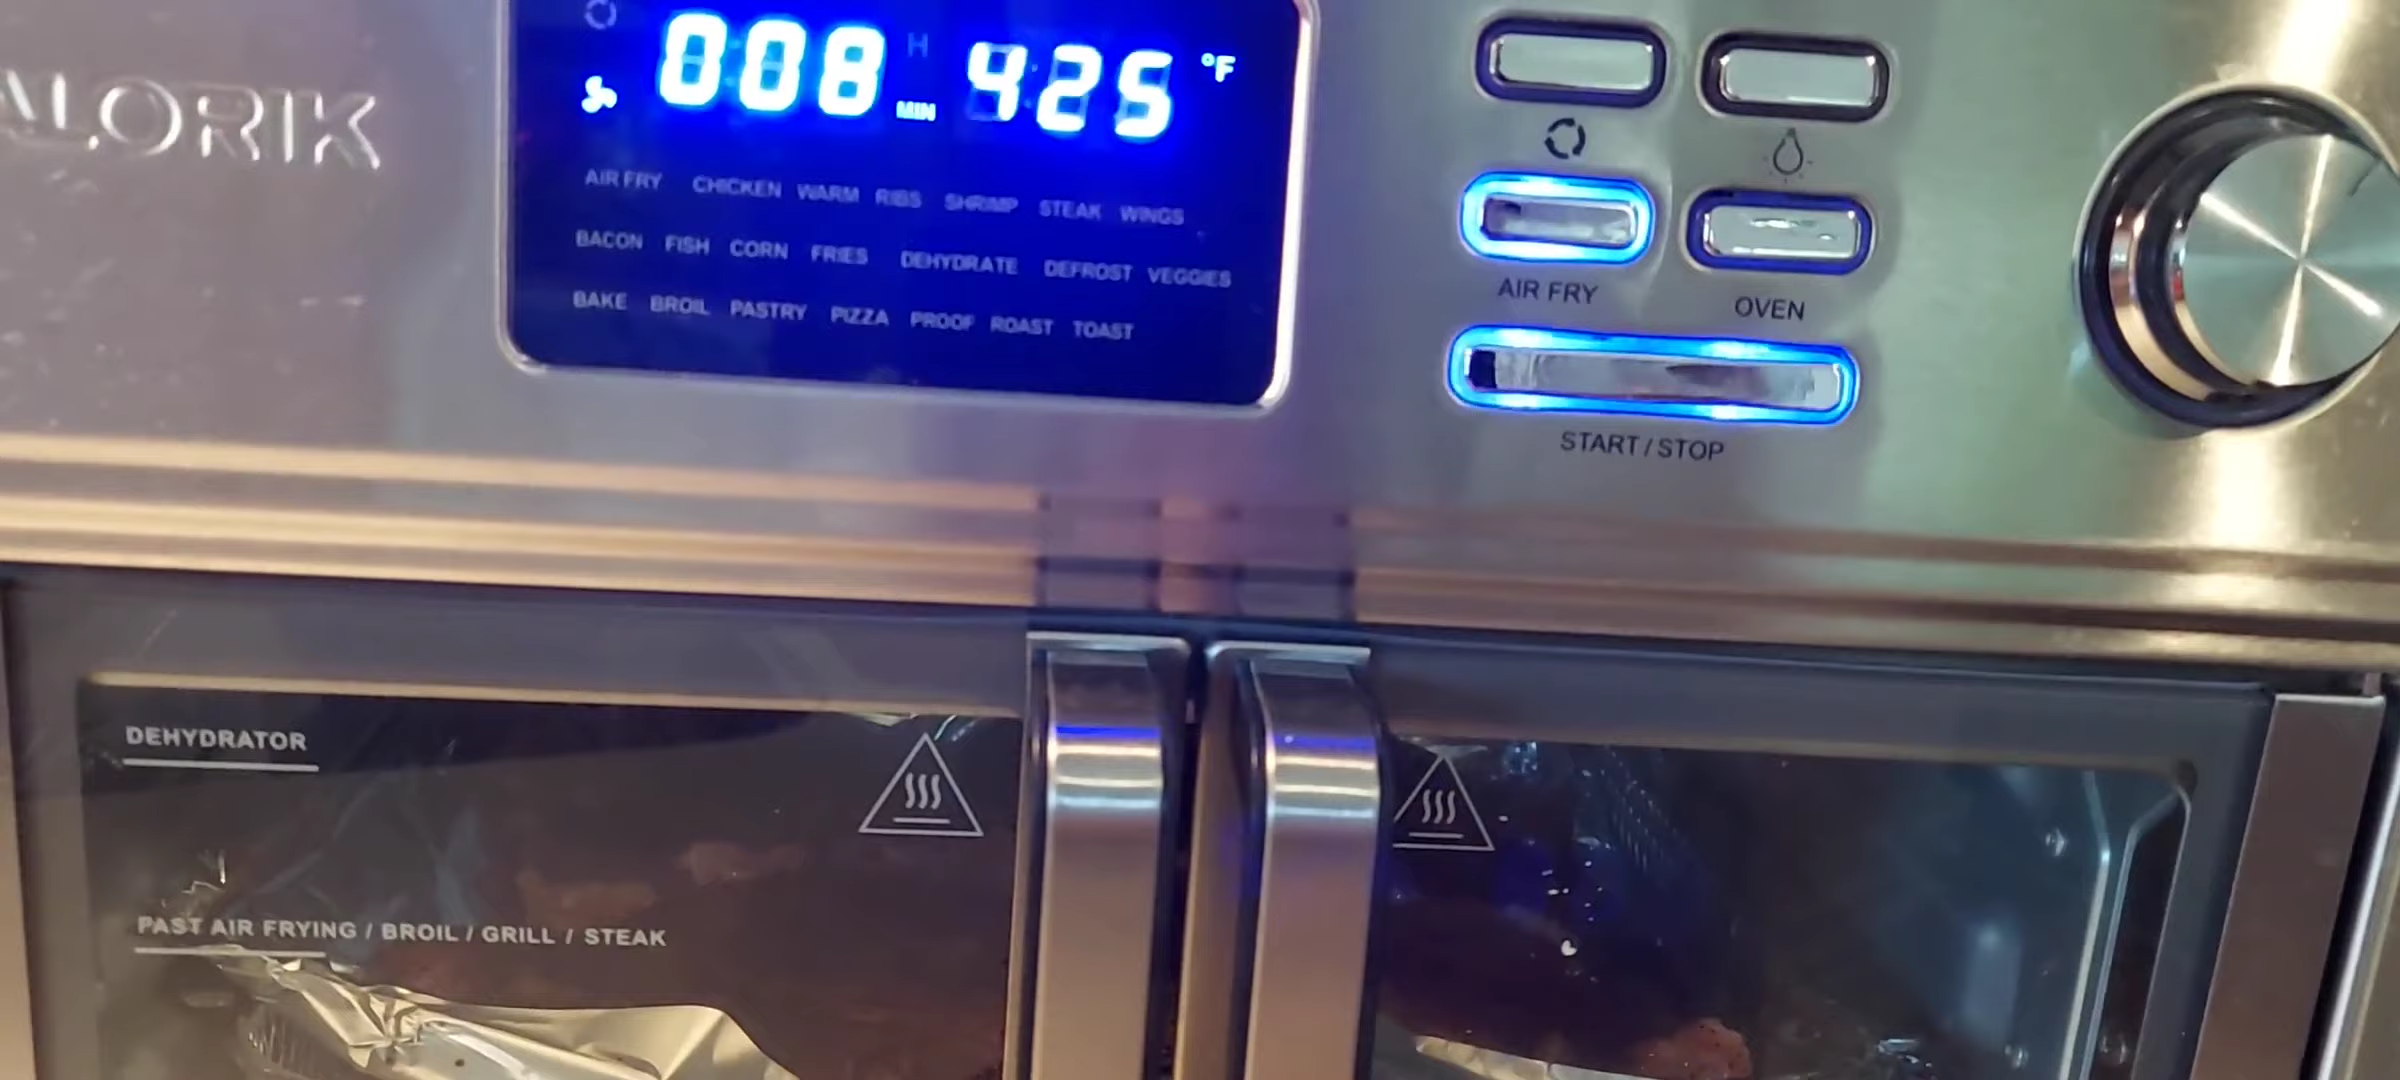 ALORIK
008 MIN 425 °F
AIR FRY CHICKEN WARM RIBS SHRIMP STEAK WINGS
BACON FISH CORN FRIES DEHYDRATE DEFROST VEGGIES
BAKE BROIL PASTRY PIZZA PROOF ROAST TOAST
H
AIR FRY
OVEN
START / STOP
DEHYDRATOR
PAST AIR FRYING / BROIL / GRILL / STEAK